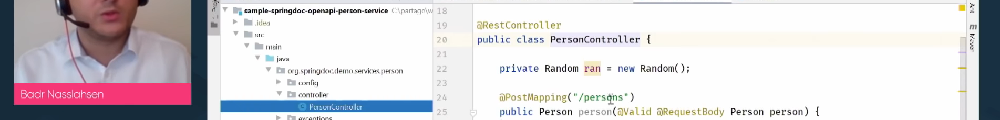 Badr Nasslahsen
1: Proj
sample-springdoc-openapi-person-service C:\partage\w
.idea
src
main
java
org.springdoc.demo.services.person
config
controller
PersonController
exceptions
18
19 @RestController
20 public class PersonController {
21
22 private Random ran = new Random();
23
24 @PostMapping("/persons")
25 public Person person(@Valid @RequestBody Person person) {
Ant
m Maven